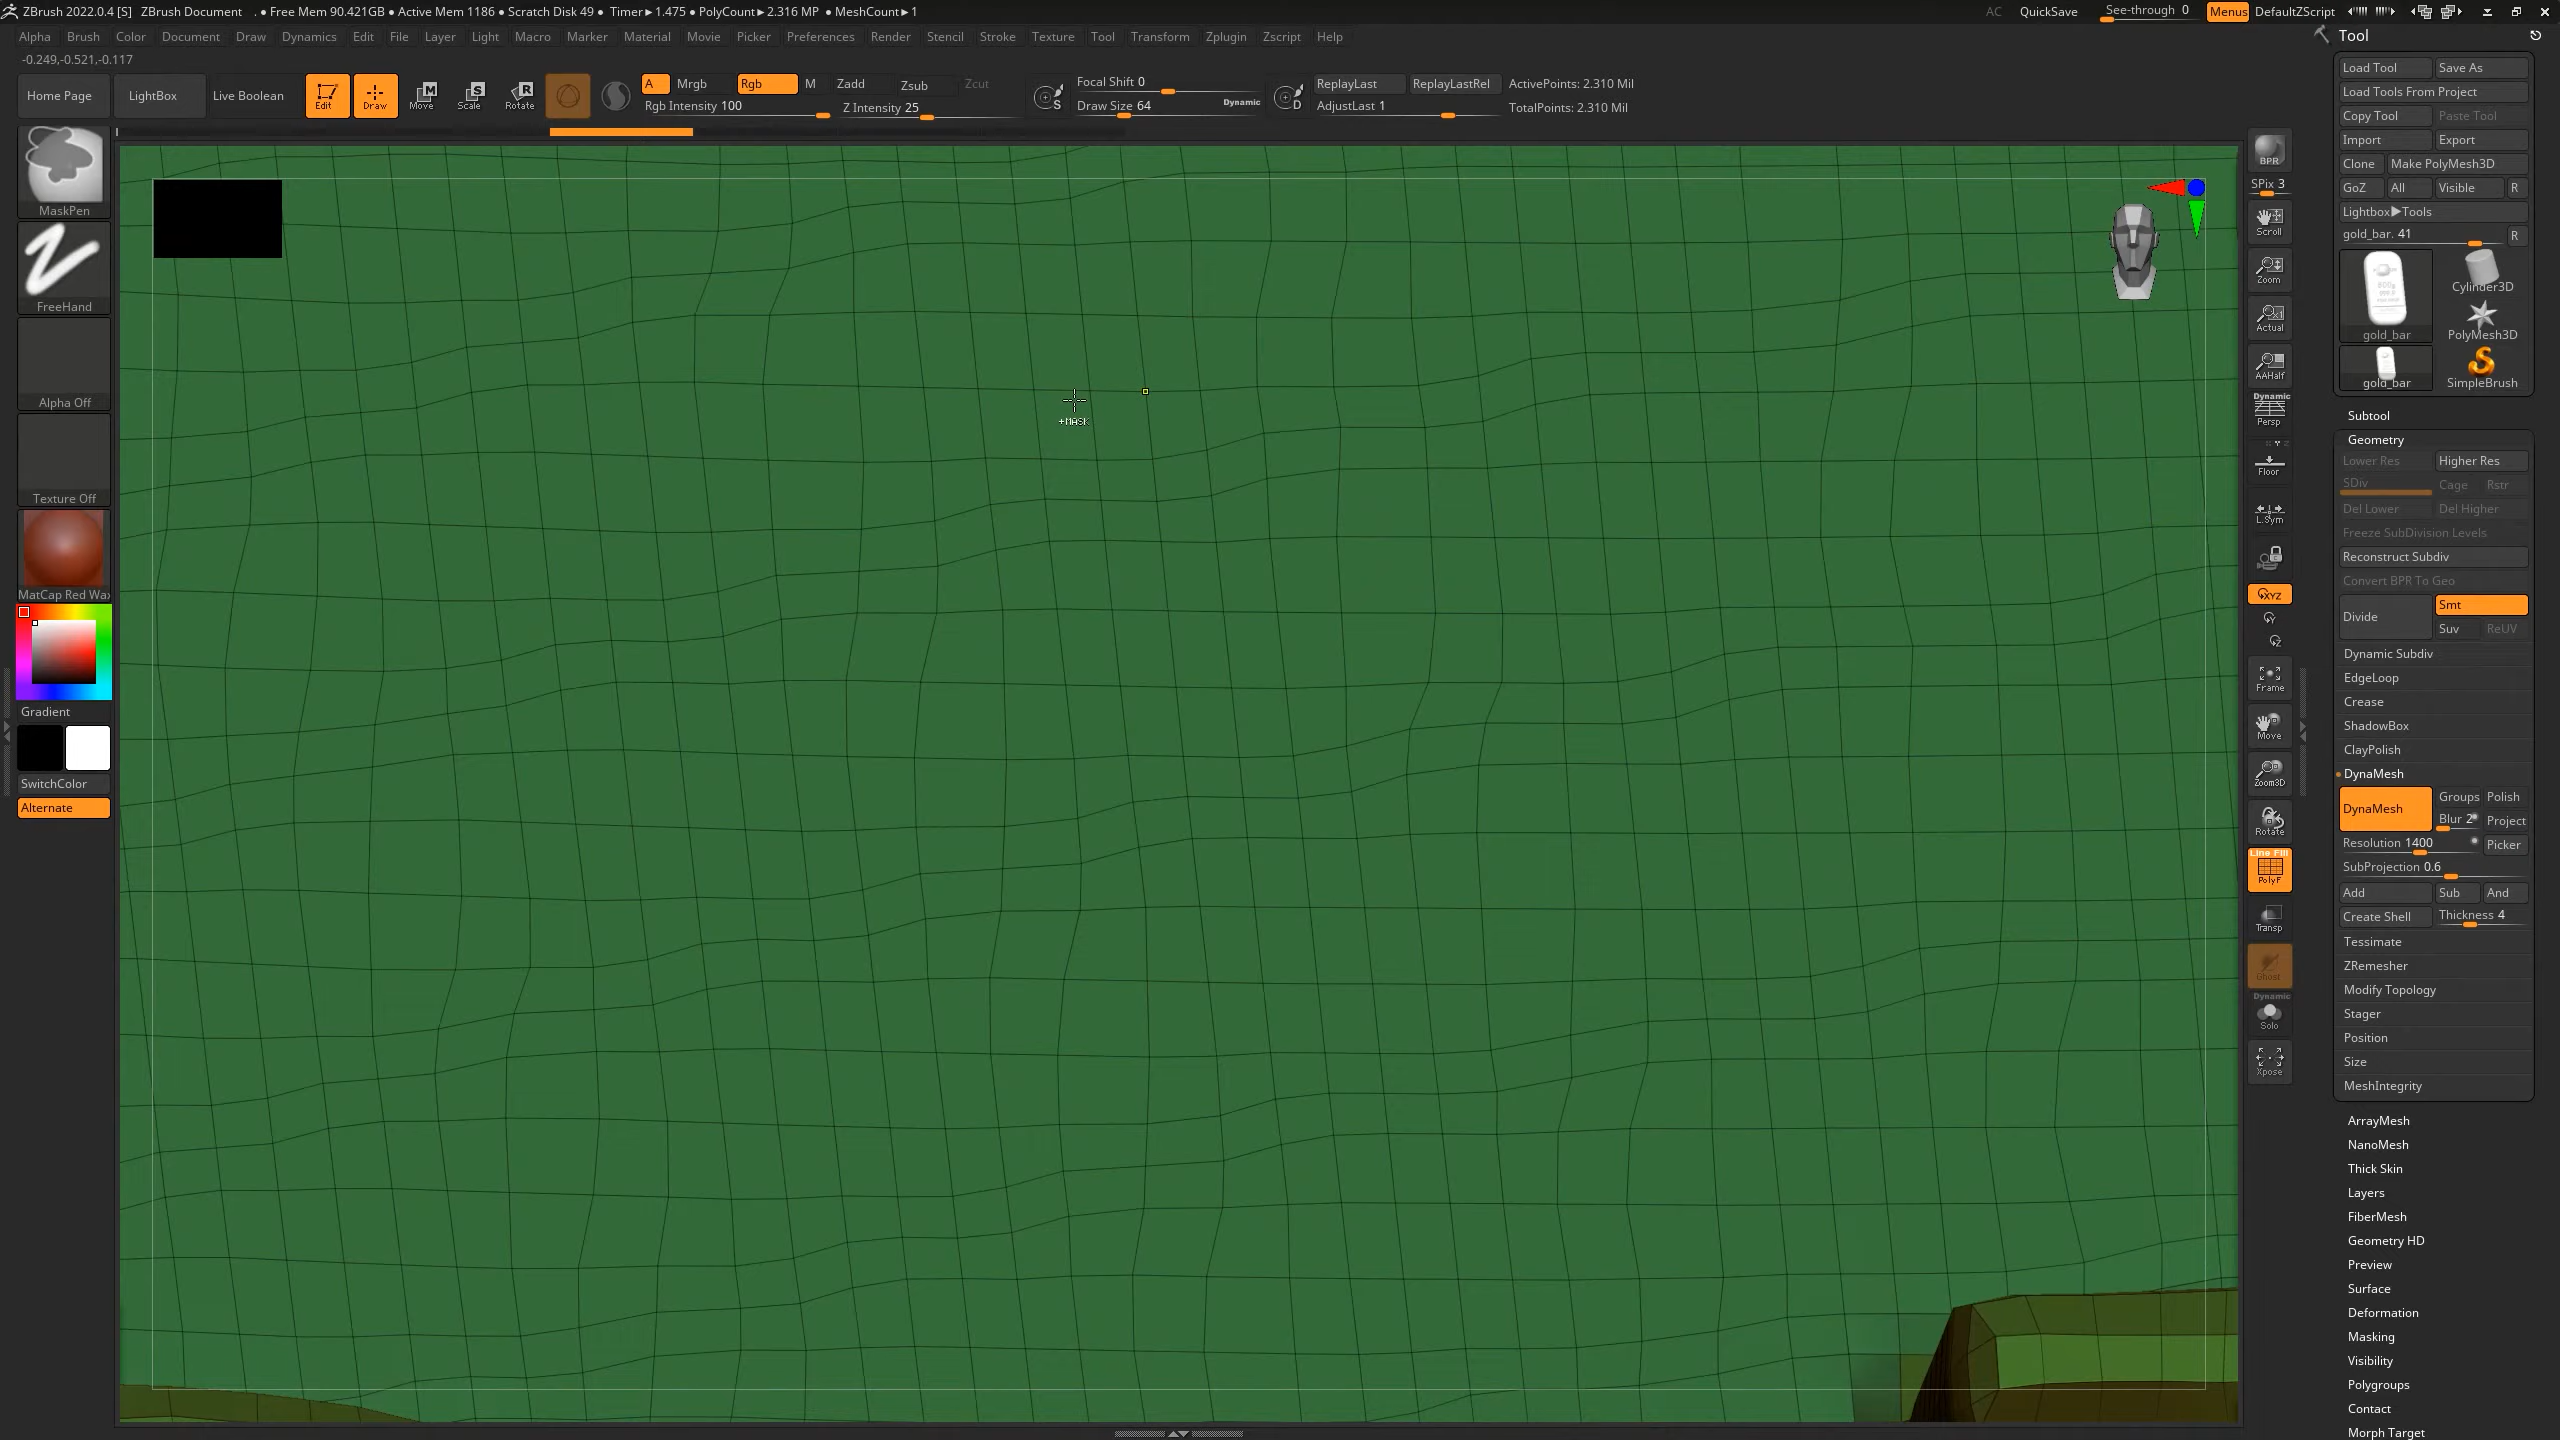 ZBrush 2022.0.4 [S] ZBrush Document . ● Free Mem 90.421GB ● Active Mem 1186 ● Scratch Disk 49 ● Timer▸1.475 ● PolyCount▸2.316 MP ● MeshCount▸1 AC QuickSave See-through 0 Menus DefaultZScript
Alpha Brush Color Document Draw Dynamics Edit File Layer Light Macro Marker Material Movie Picker Preferences Render Stencil Stroke Texture Tool Transform Zplugin Zscript Help
-0.249,-0.521,-0.117
Home Page LightBox Live Boolean Edit Draw Move Scale Rotate A Mrgb Rgb M Zadd Zsub Zcut
Rgb Intensity 100 Z Intensity 25
Focal Shift 0
Draw Size 64 Dynamic
ReplayLast ReplayLastRel ActivePoints: 2.310 Mil
AdjustLast 1 TotalPoints: 2.310 Mil
MaskPen
FreeHand
Alpha Off
Texture Off
MatCap Red Wax
Gradient
SwitchColor
Alternate
+MASK
BPR
SPix 3
Scroll
Zoom
Actual
AAHalf
Dynamic
Persp
Floor
L.Sym
XYZ
Frame
Move
Zoom3D
Rotate
Line Fill
PolyF
Transp
Ghost
Dynamic
Solo
Xpose
Tool
Load Tool Save As
Load Tools From Project
Copy Tool Paste Tool
Import Export
Clone Make PolyMesh3D
GoZ All Visible R
Lightbox▸Tools
gold_bar. 41 R
gold_bar Cylinder3D
PolyMesh3D
gold_bar SimpleBrush
Subtool
Geometry
Lower Res Higher Res
SDiv Cage Rstr
Del Lower Del Higher
Freeze SubDivision Levels
Reconstruct Subdiv
Convert BPR To Geo
Divide Smt
Suv ReUV
Dynamic Subdiv
EdgeLoop
Crease
ShadowBox
ClayPolish
DynaMesh
DynaMesh Groups Polish
Blur 2 Project
Resolution 1400 Picker
SubProjection 0.6
Add Sub And
Create Shell Thickness 4
Tessimate
ZRemesher
Modify Topology
Stager
Position
Size
MeshIntegrity
ArrayMesh
NanoMesh
Thick Skin
Layers
FiberMesh
Geometry HD
Preview
Surface
Deformation
Masking
Visibility
Polygroups
Contact
Morph Target